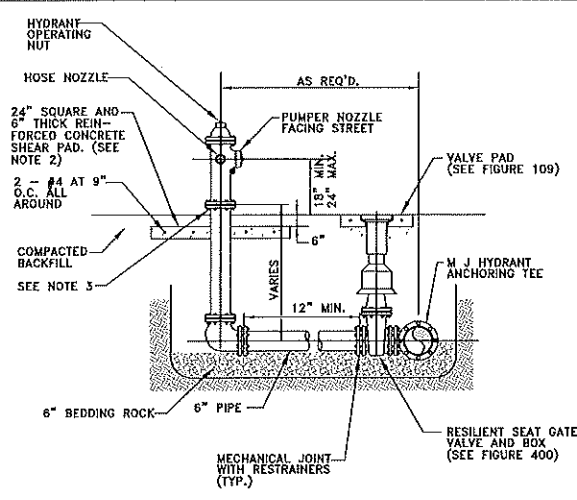 HYDRANT
OPERATING
NUT
HOSE NOZZLE
24" SQUARE AND
6" THICK REIN-
FORCED CONCRETE
SHEAR PAD. (SEE
NOTE 2)
2 - #4 AT 9"
O.C. ALL
AROUND
COMPACTED
BACKFILL
SEE NOTE 3
6" BEDDING ROCK
6" PIPE
AS REQ'D.
PUMPER NOZZLE
FACING STREET
18" MIN.
24" MAX.
6"
VARIES
12" MIN.
VALVE PAD
(SEE FIGURE 109)
M J HYDRANT
ANCHORING TEE
RESILIENT SEAT GATE
VALVE AND BOX
(SEE FIGURE 400)
MECHANICAL JOINT
WITH RESTRAINERS
(TYP.)